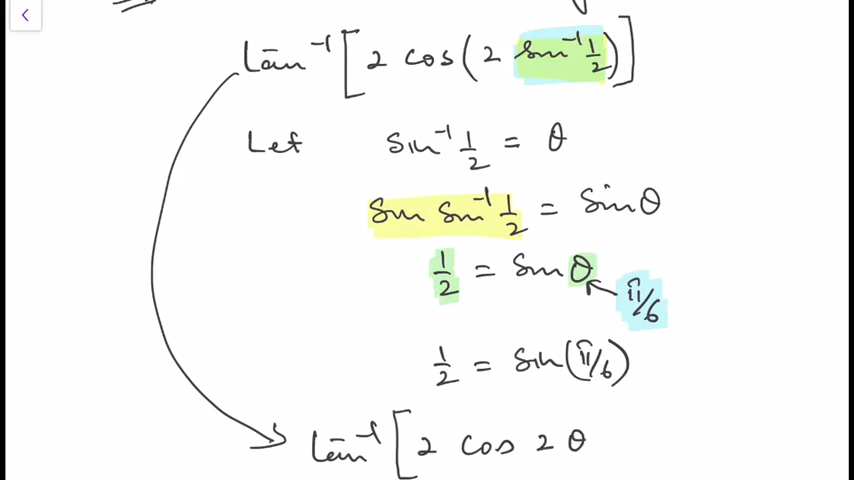 tan⁻¹ [ 2 cos ( 2 sin⁻¹ 1/2 ) ]
Let sin⁻¹ 1/2 = θ
sin sin⁻¹ 1/2 = sin θ
1/2 = sin θ
π/6
1/2 = sin (π/6)
tan⁻¹ [ 2 cos 2 θ